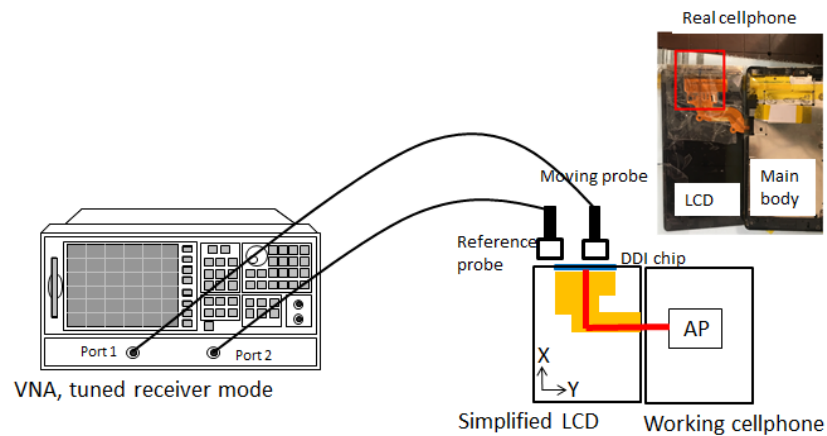 Real cellphone
LCD
Main
body
Moving probe
Reference
probe
DDI chip
AP
X
Y
Port 1
Port 2
VNA, tuned receiver mode
Simplified LCD
Working cellphone